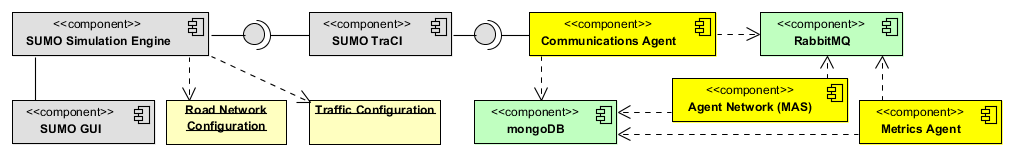 <<component>>
SUMO Simulation Engine
<<component>>
SUMO TraCI
<<component>>
Communications Agent
<<component>>
RabbitMQ
<<component>>
SUMO GUI
Road Network
Configuration
Traffic Configuration
<<component>>
mongoDB
<<component>>
Agent Network (MAS)
<<component>>
Metrics Agent